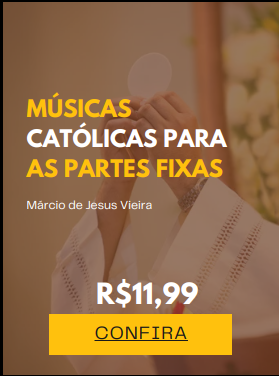 MÚSICAS
CATÓLICAS PARA
AS PARTES FIXAS
Márcio de Jesus Vieira
R$11,99
CONFIRA